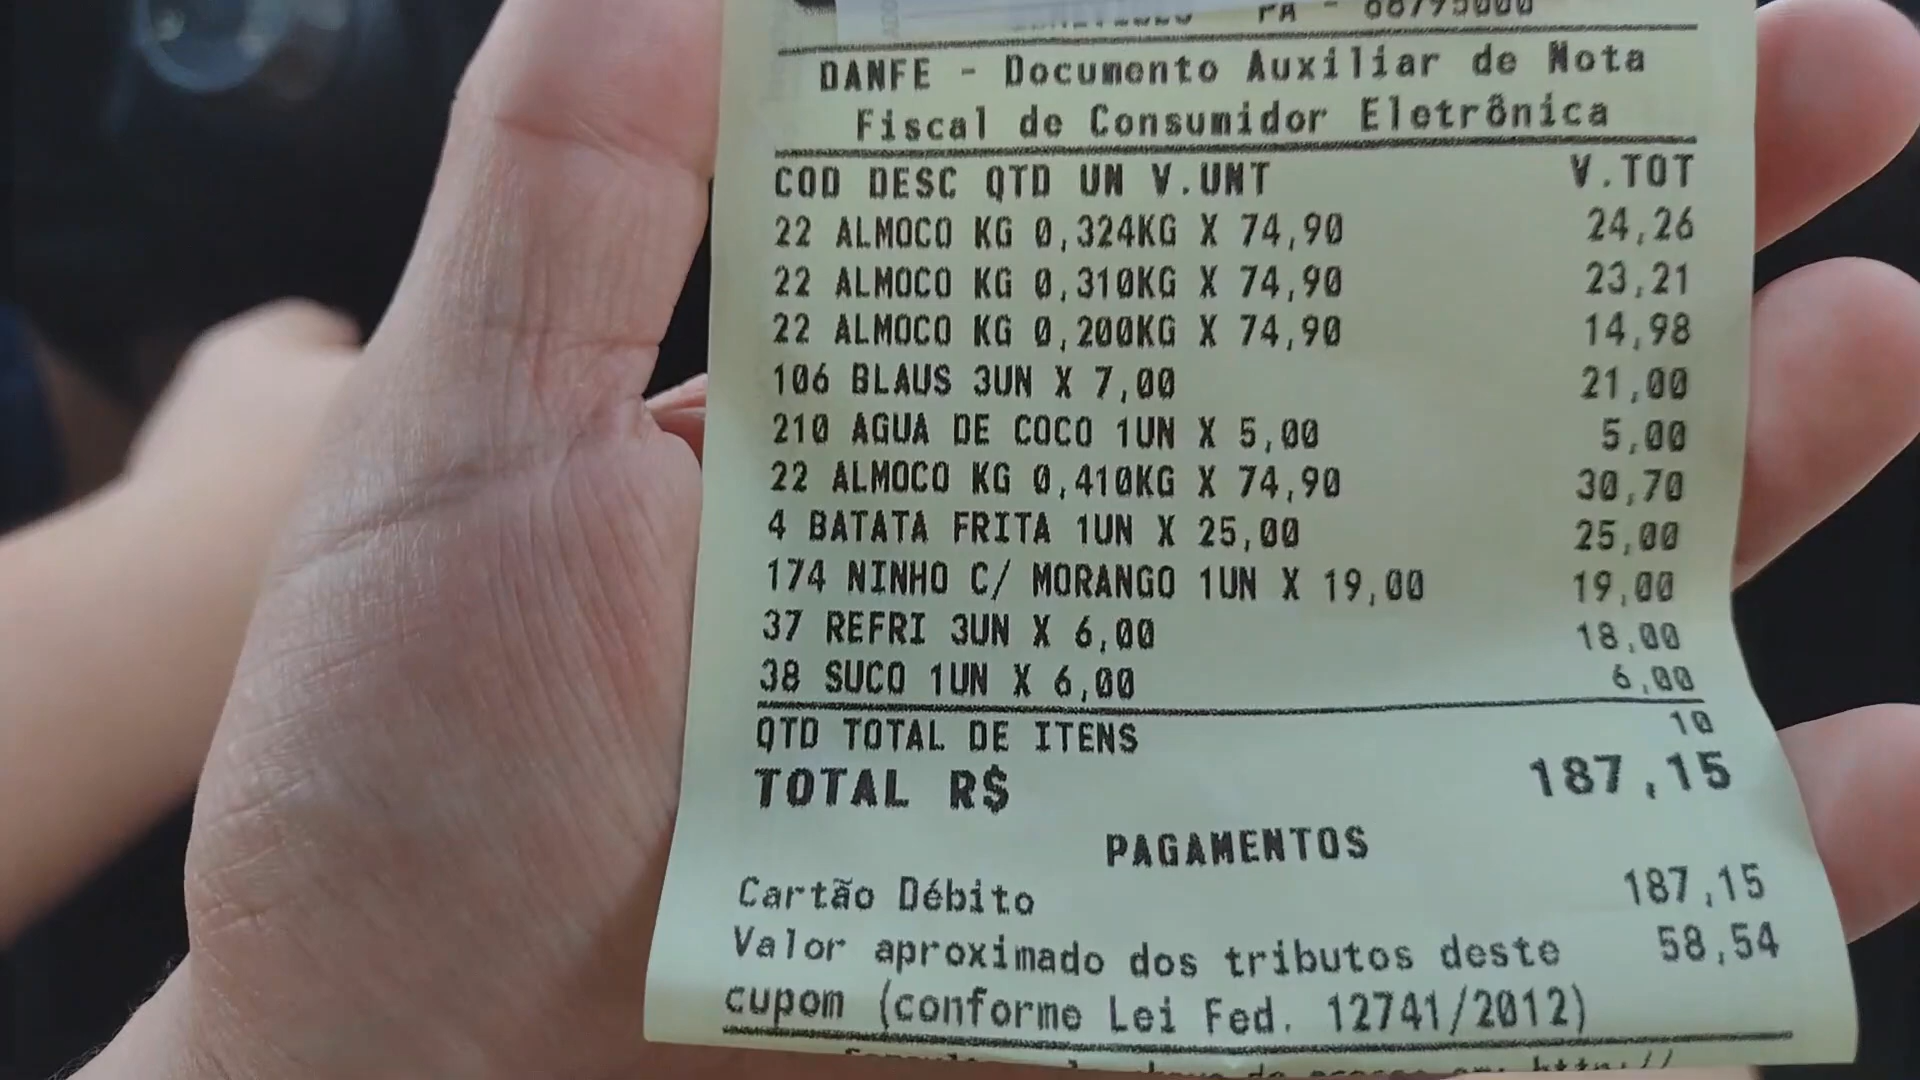 PR - 68795000
DANFE - Documento Auxiliar de Nota
Fiscal de Consumidor Eletrônica
COD DESC QTD UN V.UNT V.TOT
22 ALMOCO KG 0,324KG X 74,90 24,26
22 ALMOCO KG 0,310KG X 74,90 23,21
22 ALMOCO KG 0,200KG X 74,90 14,98
106 BLAUS 3UN X 7,00 21,00
210 AGUA DE COCO 1UN X 5,00 5,00
22 ALMOCO KG 0,410KG X 74,90 30,70
4 BATATA FRITA 1UN X 25,00 25,00
174 NINHO C/ MORANGO 1UN X 19,00 19,00
37 REFRI 3UN X 6,00 18,00
38 SUCO 1UN X 6,00 6,00
QTD TOTAL DE ITENS 10
TOTAL R$ 187,15
PAGAMENTOS
Cartão Débito 187,15
Valor aproximado dos tributos deste 58,54
cupom (conforme Lei Fed. 12741/2012)